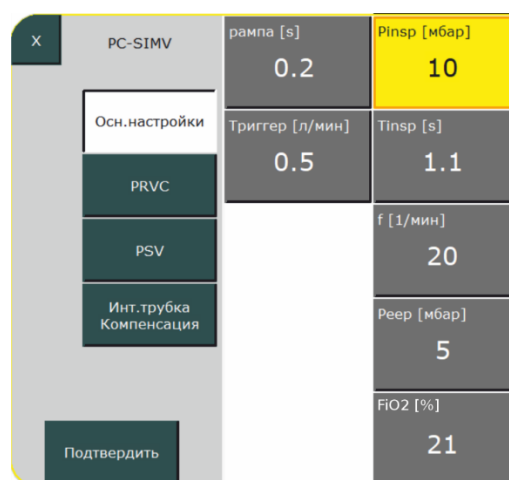 X
PC-SIMV
Осн.настройки
PRVC
PSV
Инт.трубка
Компенсация
Подтвердить
рампа [s]
0.2
Триггер [л/мин]
0.5
Pinsp [мбар]
10
Tinsp [s]
1.1
f [1/мин]
20
Peep [мбар]
5
FiO2 [%]
21